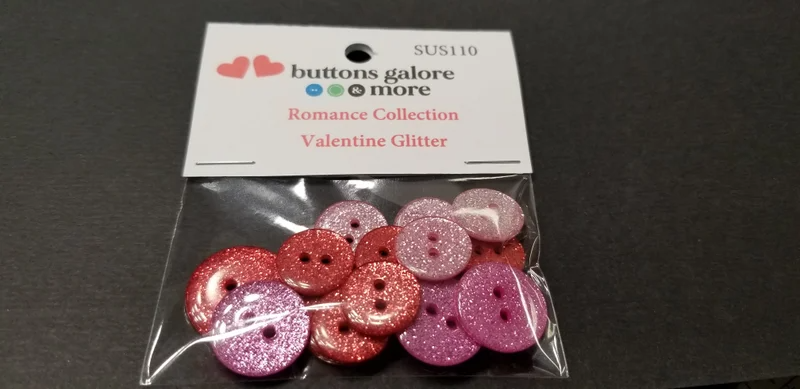 SUS110
buttons galore
& more
Romance Collection
Valentine Glitter